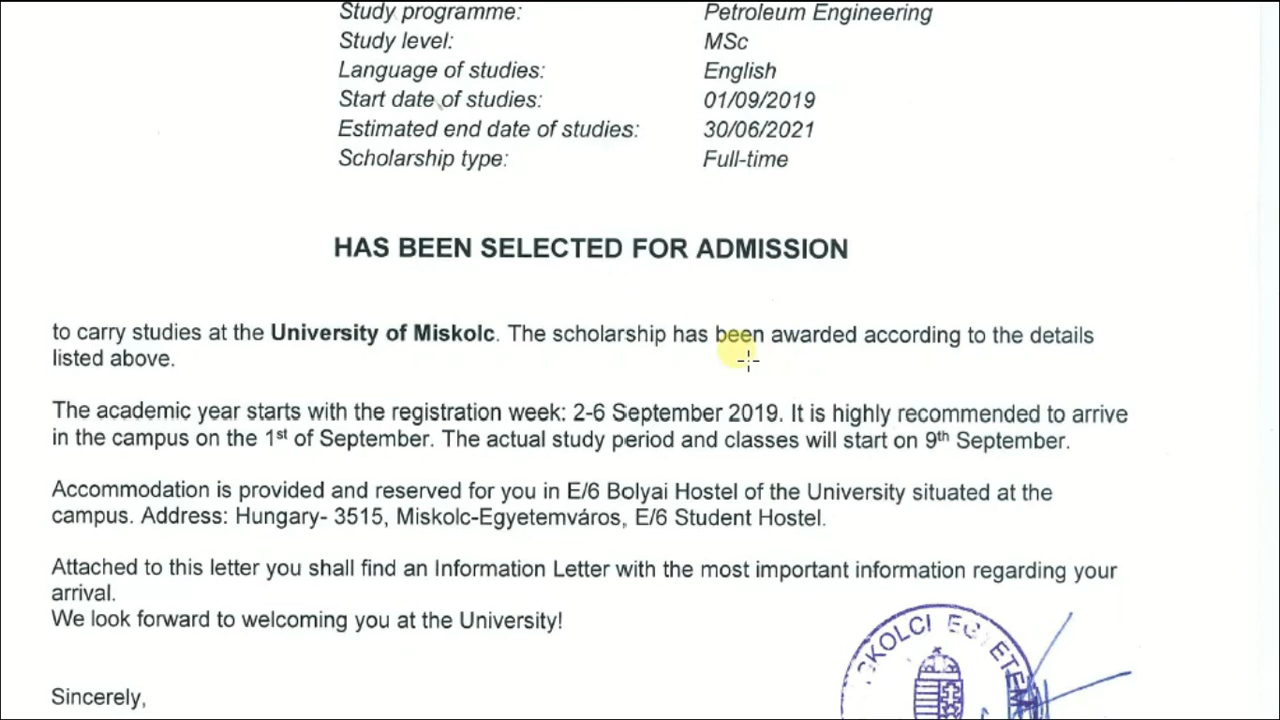 Study programme: Petroleum Engineering
Study level: MSc
Language of studies: English
Start date of studies: 01/09/2019
Estimated end date of studies: 30/06/2021
Scholarship type: Full-time
HAS BEEN SELECTED FOR ADMISSION
to carry studies at the University of Miskolc. The scholarship has been awarded according to the details
listed above.
The academic year starts with the registration week: 2-6 September 2019. It is highly recommended to arrive
in the campus on the 1st of September. The actual study period and classes will start on 9th September.
Accommodation is provided and reserved for you in E/6 Bolyai Hostel of the University situated at the
campus. Address: Hungary- 3515, Miskolc-Egyetemváros, E/6 Student Hostel.
Attached to this letter you shall find an Information Letter with the most important information regarding your
arrival.
We look forward to welcoming you at the University!
Sincerely,